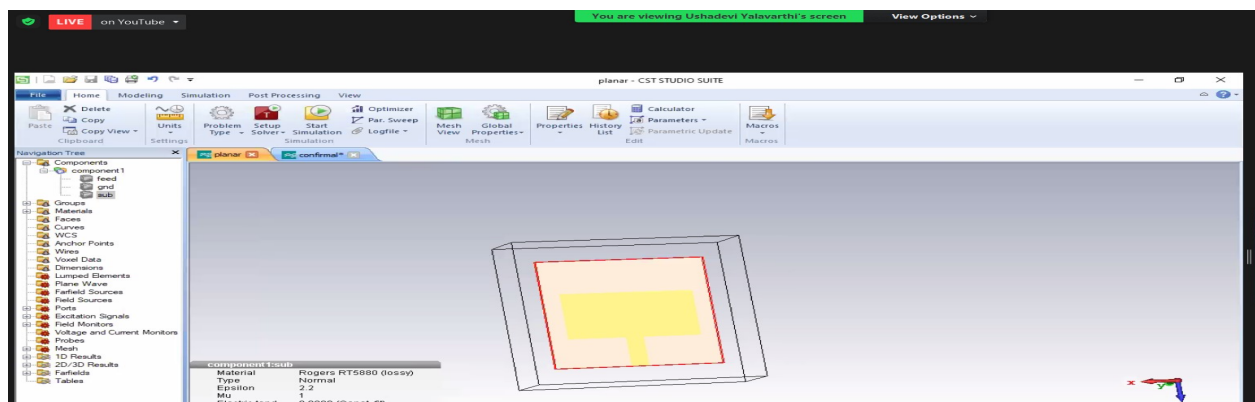 LIVE on YouTube
You are viewing Ushadevi Yalavarthi's screen
View Options
planar - CST STUDIO SUITE
File Home Modeling Simulation Post Processing View
Paste
Delete
Copy
Copy View
Clipboard
Units
Settings
Problem Type
Setup Solver
Start Simulation
Optimizer
Par. Sweep
Logfile
Simulation
Mesh View
Global Properties
Mesh
Properties
History List
Calculator
Parameters
Parametric Update
Edit
Macros
Macros
Navigation Tree
planar
confirmal*
Components
component1
feed
gnd
sub
Groups
Materials
Faces
Curves
WCS
Anchor Points
Wires
Voxel Data
Dimensions
Lumped Elements
Plane Wave
Farfield Sources
Field Sources
Ports
Excitation Signals
Field Monitors
Voltage and Current Monitors
Probes
Mesh
1D Results
2D/3D Results
Farfields
Tables
component1:sub
Material Rogers RT5880 (lossy)
Type Normal
Epsilon 2.2
Mu 1
x
y